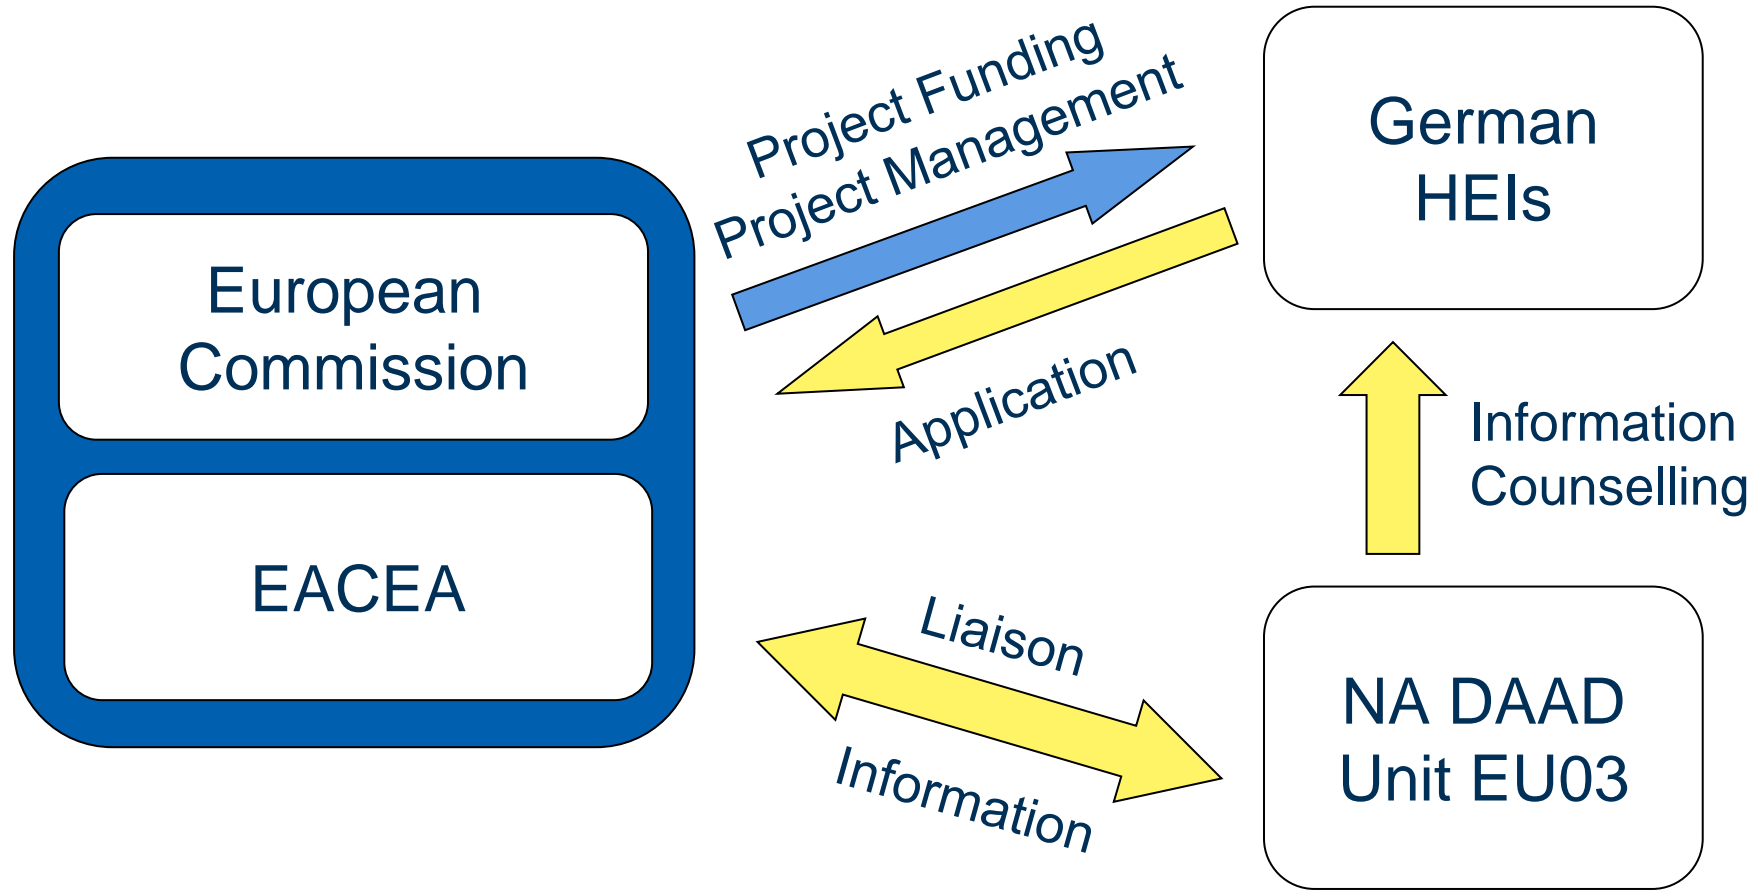 Project Funding
Project Management
German
HEIs
European
Commission
Application
Information
Counselling
EACEA
Liaison
Information
NA DAAD
Unit EU03